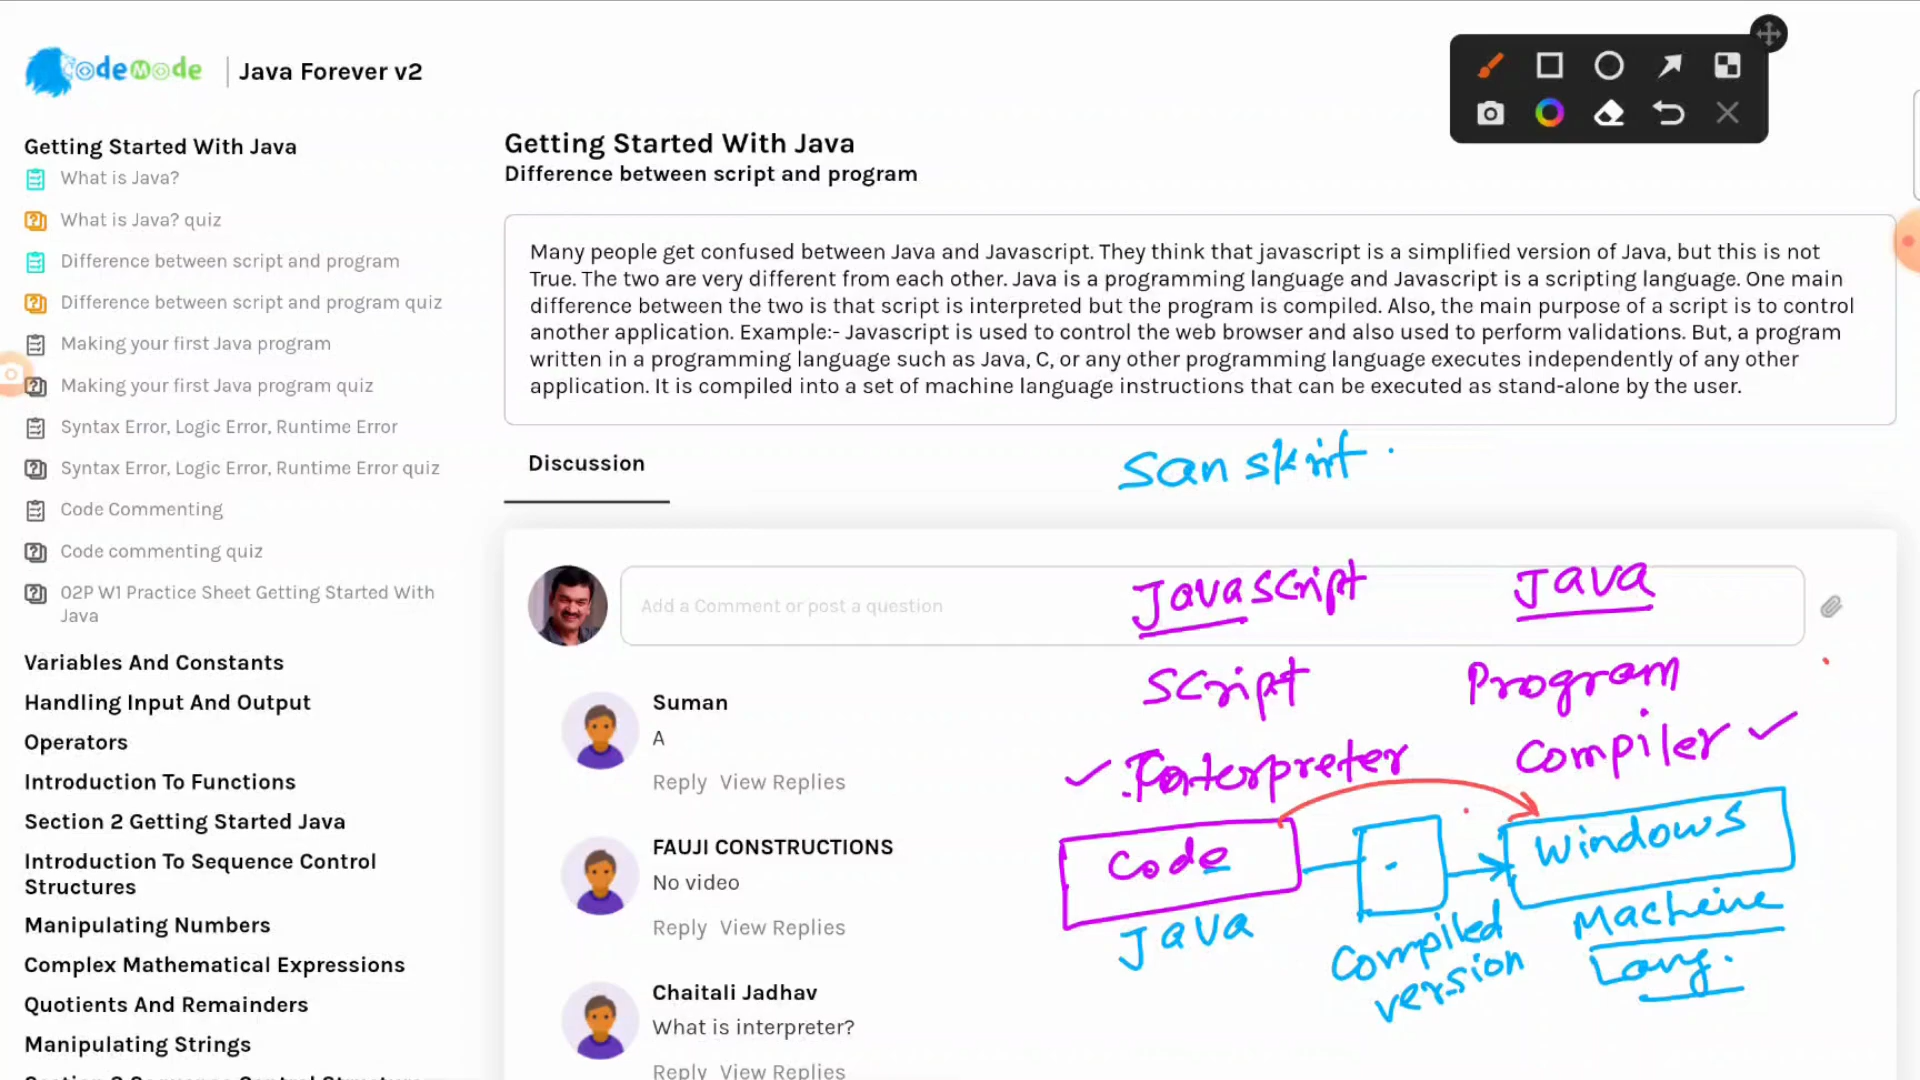 CodeMode
Java Forever v2
Getting Started With Java
What is Java?
What is Java? quiz
Difference between script and program
Difference between script and program quiz
Making your first Java program
Making your first Java program quiz
Syntax Error, Logic Error, Runtime Error
Syntax Error, Logic Error, Runtime Error quiz
Code Commenting
Code commenting quiz
02P W1 Practice Sheet Getting Started With
Java
Variables And Constants
Handling Input And Output
Operators
Introduction To Functions
Section 2 Getting Started Java
Introduction To Sequence Control
Structures
Manipulating Numbers
Complex Mathematical Expressions
Quotients And Remainders
Manipulating Strings
Getting Started With Java
Difference between script and program
Many people get confused between Java and Javascript. They think that javascript is a simplified version of Java, but this is not
True. The two are very different from each other. Java is a programming language and Javascript is a scripting language. One main
difference between the two is that script is interpreted but the program is compiled. Also, the main purpose of a script is to control
another application. Example:- Javascript is used to control the web browser and also used to perform validations. But, a program
written in a programming language such as Java, C, or any other programming language executes independently of any other
application. It is compiled into a set of machine language instructions that can be executed as stand-alone by the user.
Discussion
Add a Comment or post a question
Suman
A
Reply View Replies
FAUJI CONSTRUCTIONS
No video
Reply View Replies
Chaitali Jadhav
What is interpreter?
Reply View Replies
Sanskrit
Javascript JAVA
Script Program
Interpreter Compiler
Code Windows
JAVA Compiled version Machine Lang.